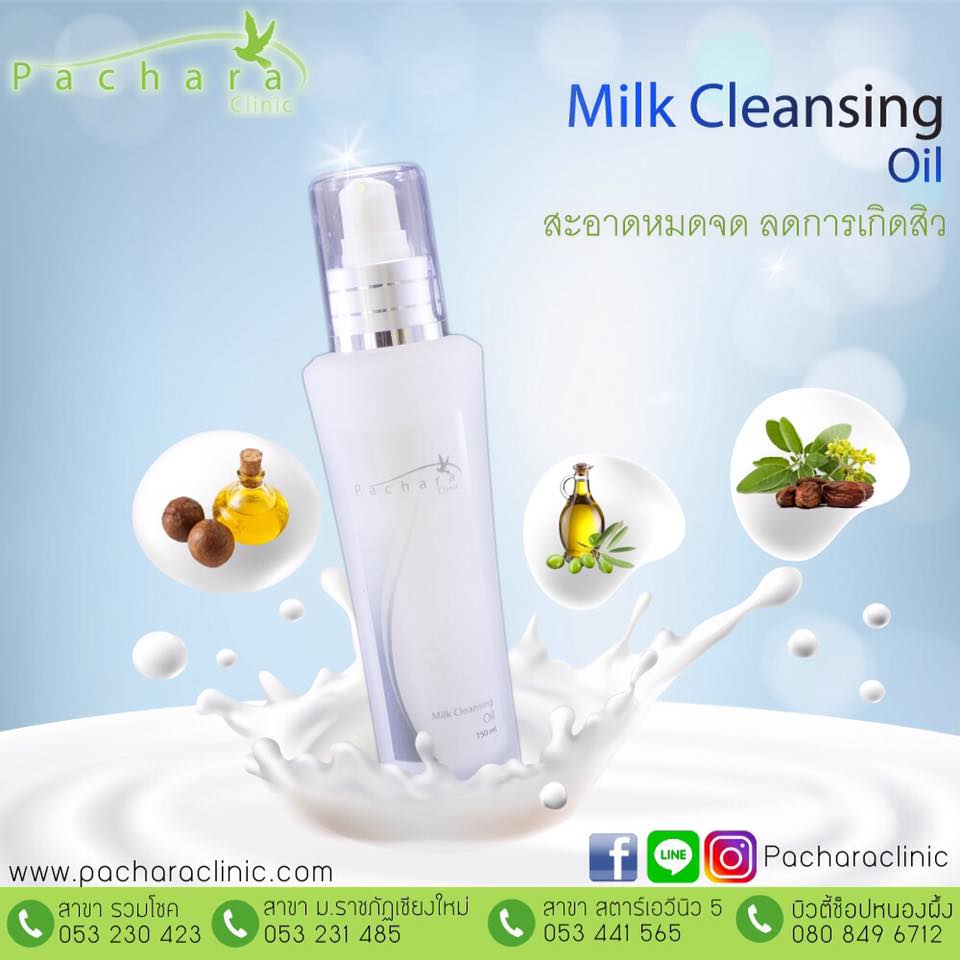 Pachara
Clinic
Milk Cleansing
Oil
สะอาดหมดจด ลดการเกิดสิว
Pachara
Clinic
Milk Cleansing
Oil
150 ml.
LINE
Pacharaclinic
www.pacharaclinic.com
สาขา รวมโชค
053 230 423
สาขา ม.ราชภัฏเชียงใหม่
053 231 485
สาขา สตาร์เอวีนิว 5
053 441 565
บิวตี้ช็อปหนองผึ้ง
080 849 6712